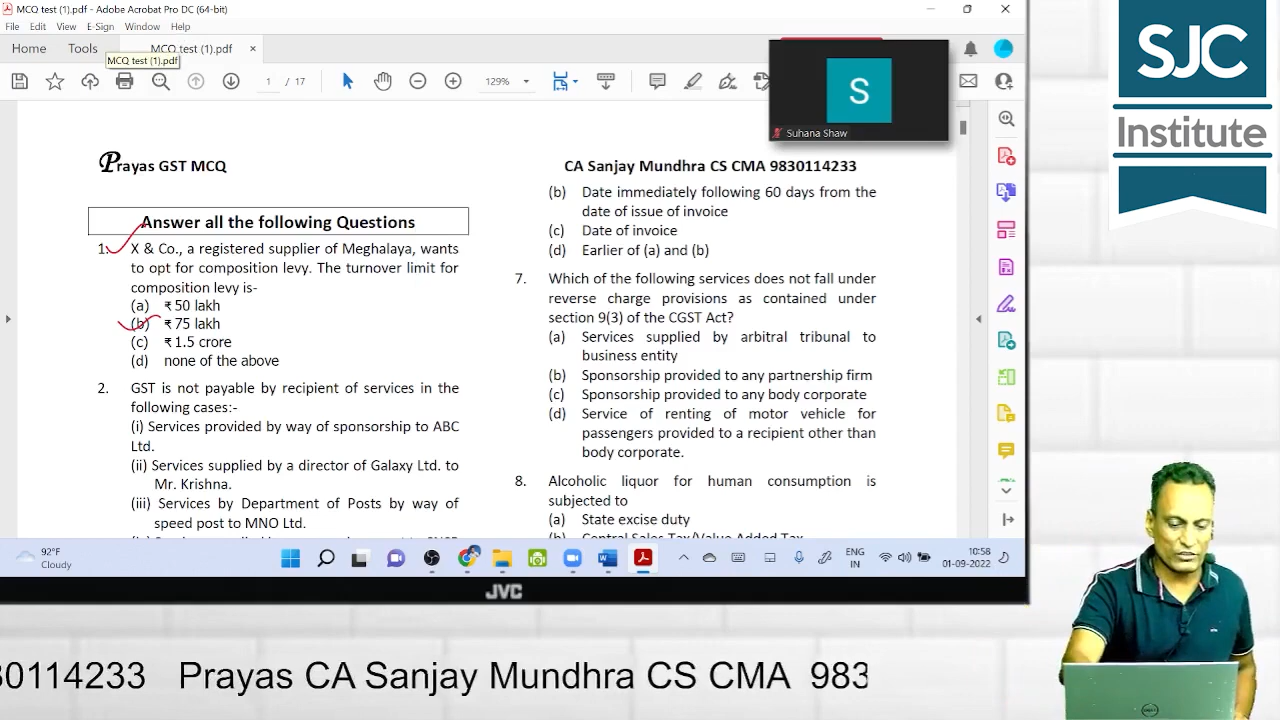 MCQ test (1).pdf - Adobe Acrobat Pro DC (64-bit)
File Edit View E-Sign Window Help
Home Tools MCQ test (1).pdf ×
MCQ test (1).pdf
1 / 17 129%
S
Suhana Shaw
Prayas GST MCQ
Answer all the following Questions
1. X & Co., a registered supplier of Meghalaya, wants
to opt for composition levy. The turnover limit for
composition levy is-
(a) ₹ 50 lakh
(b) ₹ 75 lakh
(c) ₹ 1.5 crore
(d) none of the above
2. GST is not payable by recipient of services in the
following cases:-
(i) Services provided by way of sponsorship to ABC
Ltd.
(ii) Services supplied by a director of Galaxy Ltd. to
Mr. Krishna.
(iii) Services by Department of Posts by way of
speed post to MNO Ltd.
CA Sanjay Mundhra CS CMA 9830114233
(b) Date immediately following 60 days from the
date of issue of invoice
(c) Date of invoice
(d) Earlier of (a) and (b)
7. Which of the following services does not fall under
reverse charge provisions as contained under
section 9(3) of the CGST Act?
(a) Services supplied by arbitral tribunal to
business entity
(b) Sponsorship provided to any partnership firm
(c) Sponsorship provided to any body corporate
(d) Service of renting of motor vehicle for
passengers provided to a recipient other than
body corporate.
8. Alcoholic liquor for human consumption is
subjected to
(a) State excise duty
(b) Central Sales Tax/Value Added Tax
92°F
Cloudy
ENG
IN
10:58
01-09-2022
JVC
SJC
Institute
DELL
30114233 Prayas CA Sanjay Mundhra CS CMA 983